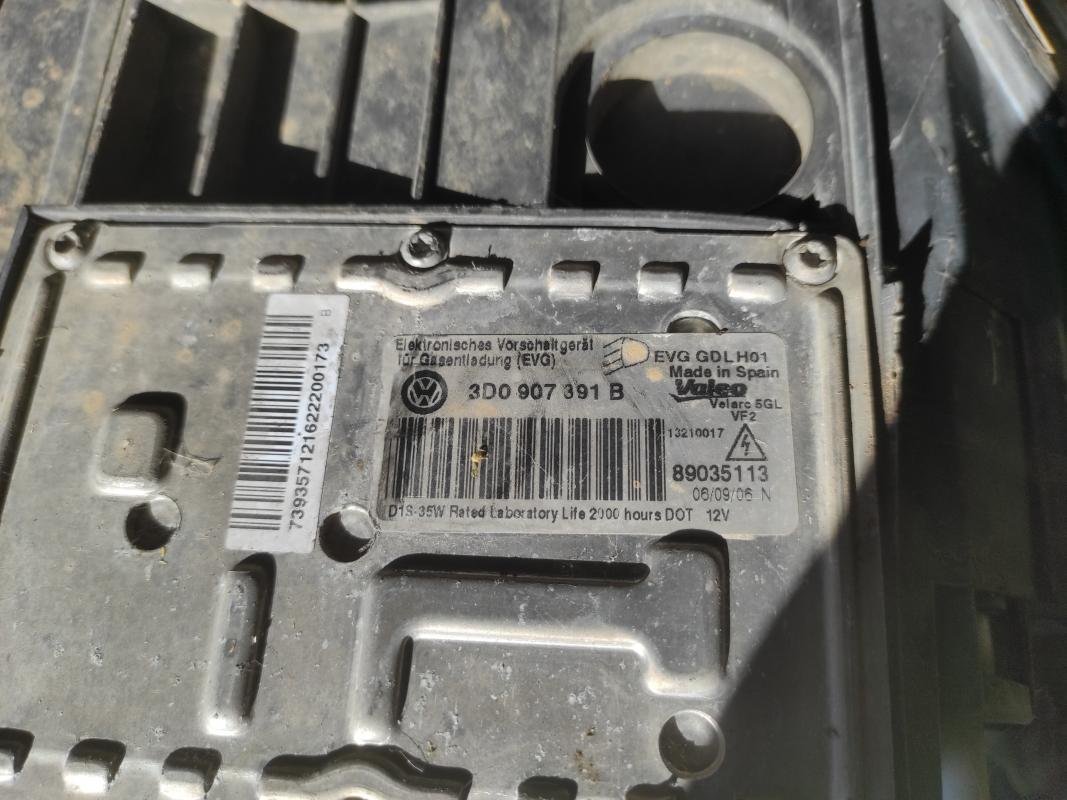 7393571216222200173 B
Elektronisches Vorschaltgerät
für Gasentladung (EVG)
EVG GDL H01
Made in Spain
VW
3D0 907 391 B
Valeo
Velarc 5GL
VF2
13210017
89035113
06/09/06 N
D1S-35W Rated Laboratory Life 2000 hours DOT 12V